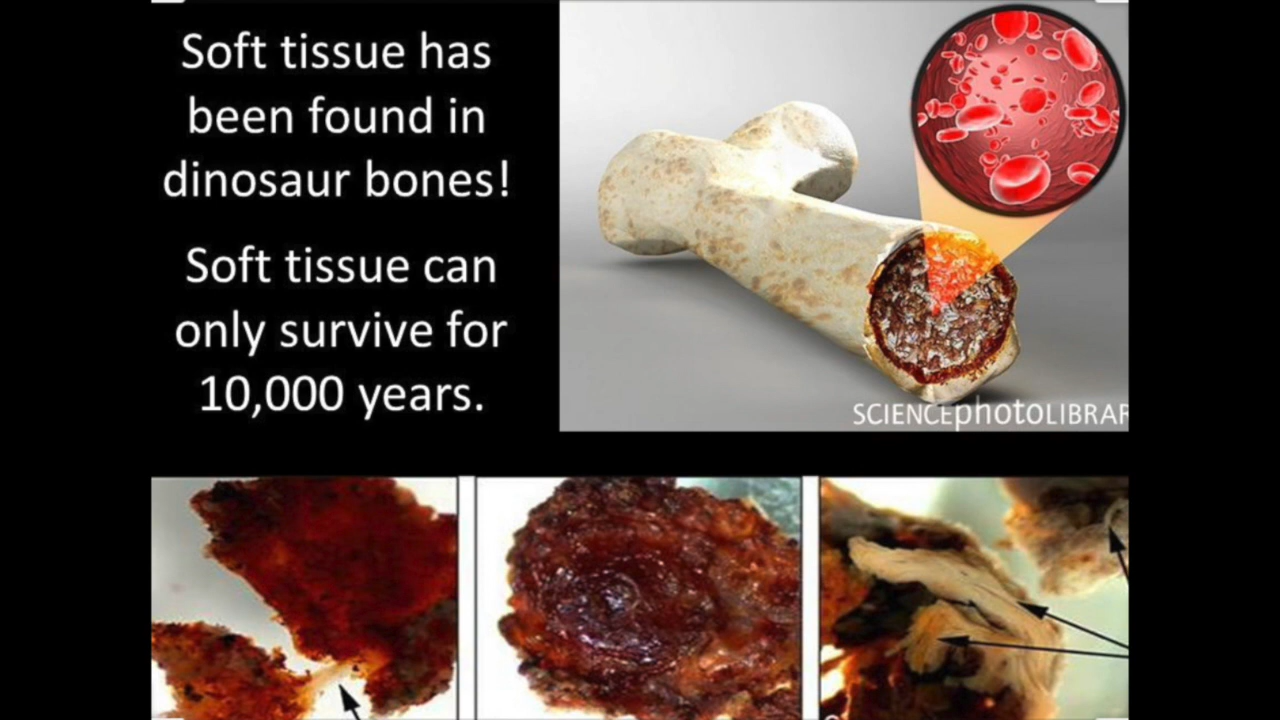 Soft tissue has
been found in
dinosaur bones!
Soft tissue can
only survive for
10,000 years.
SCIENCEphotoLIBRAR